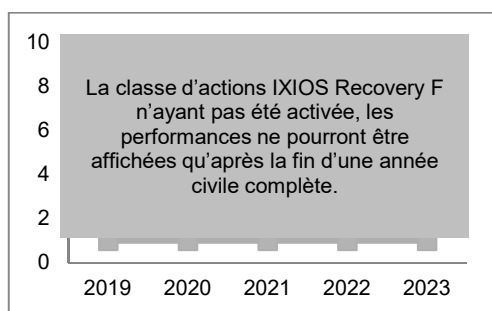 10
8
6
4
2
0
La classe d’actions IXIOS Recovery F
n’ayant pas été activée, les
performances ne pourront être
affichées qu’après la fin d’une année
civile complète.
2019 2020 2021 2022 2023